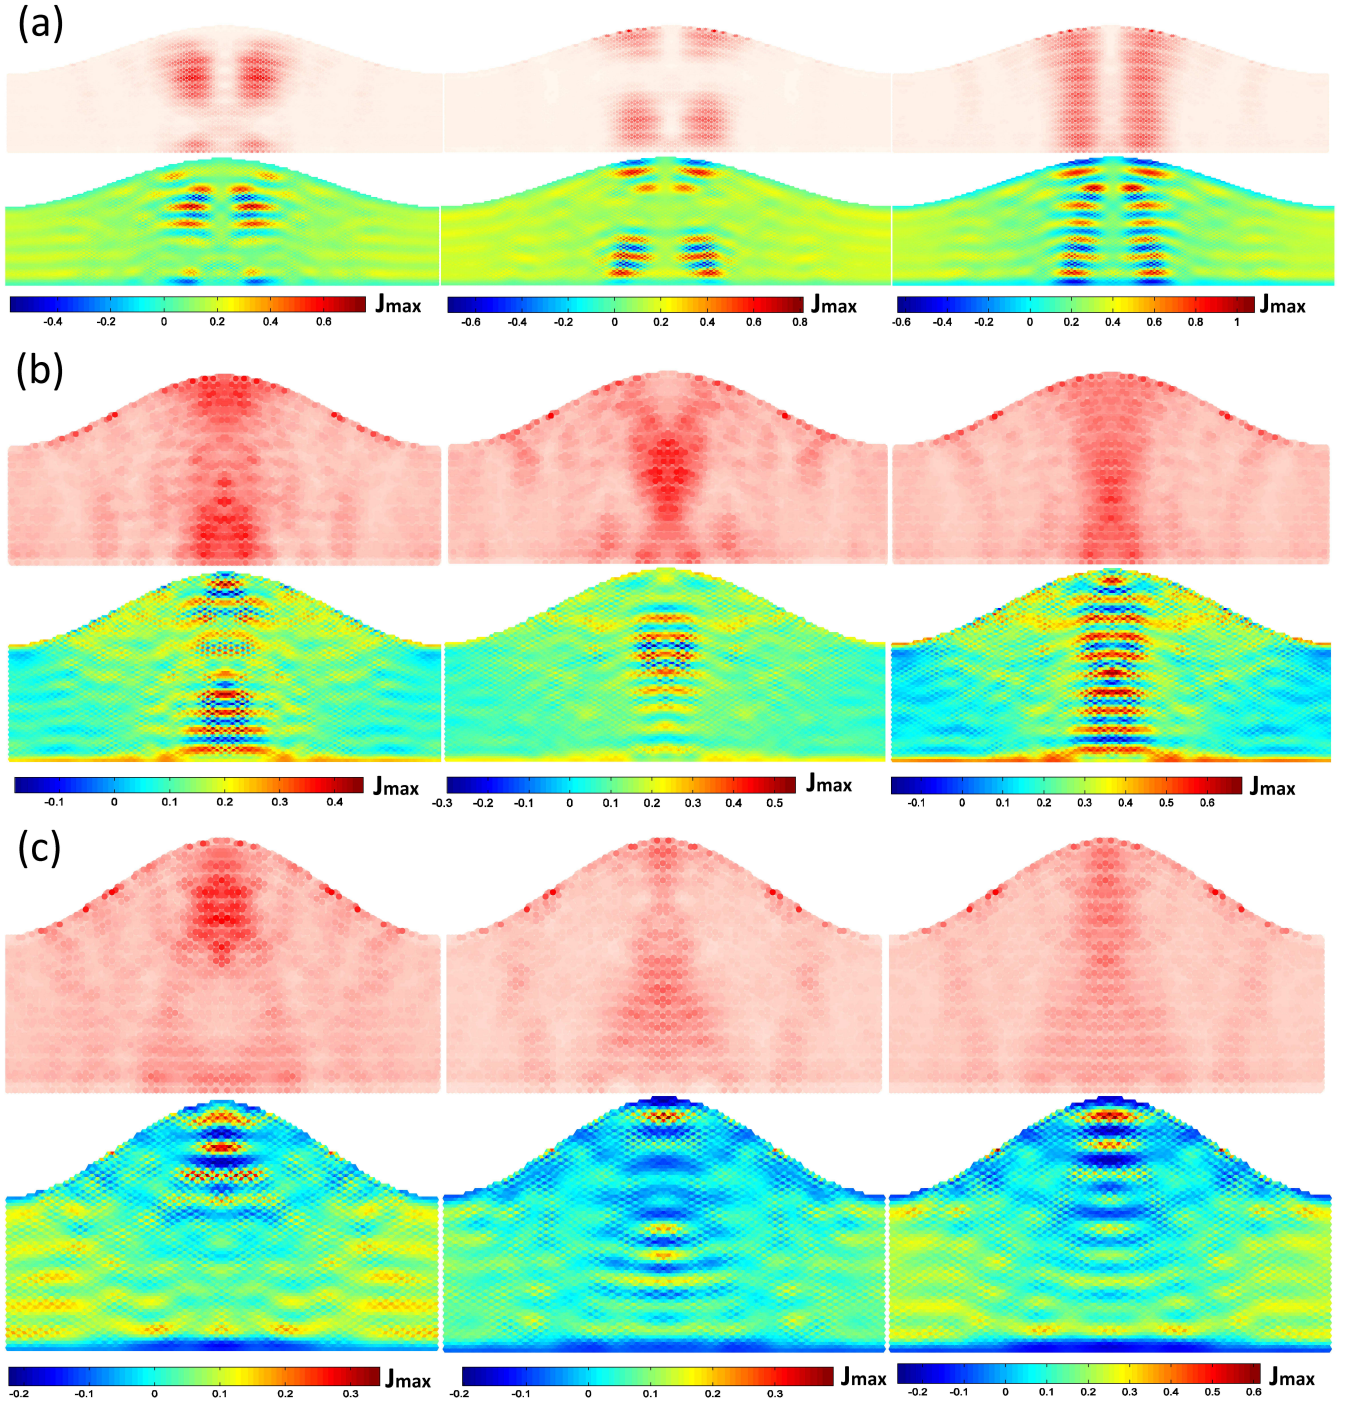 (a)
-0.4 -0.2 0 0.2 0.4 0.6 Jmax
-0.6 -0.4 -0.2 0 0.2 0.4 0.6 0.8 Jmax
-0.6 -0.4 -0.2 0 0.2 0.4 0.6 0.8 1 Jmax
(b)
-0.1 0 0.1 0.2 0.3 0.4 Jmax
-0.3 -0.2 -0.1 0 0.1 0.2 0.3 0.4 0.5 Jmax
-0.1 0 0.1 0.2 0.3 0.4 0.5 0.6 Jmax
(c)
-0.2 -0.1 0 0.1 0.2 0.3 Jmax
-0.2 -0.1 0 0.1 0.2 0.3 Jmax
-0.2 -0.1 0 0.1 0.2 0.3 0.4 0.5 0.6 Jmax